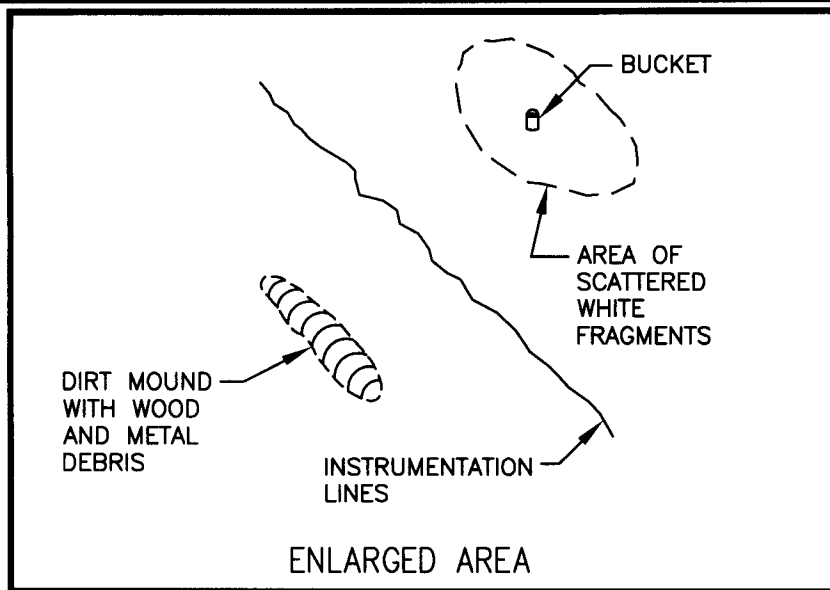 BUCKET
AREA OF
SCATTERED
WHITE
FRAGMENTS
DIRT MOUND
WITH WOOD
AND METAL
DEBRIS
INSTRUMENTATION
LINES
ENLARGED AREA